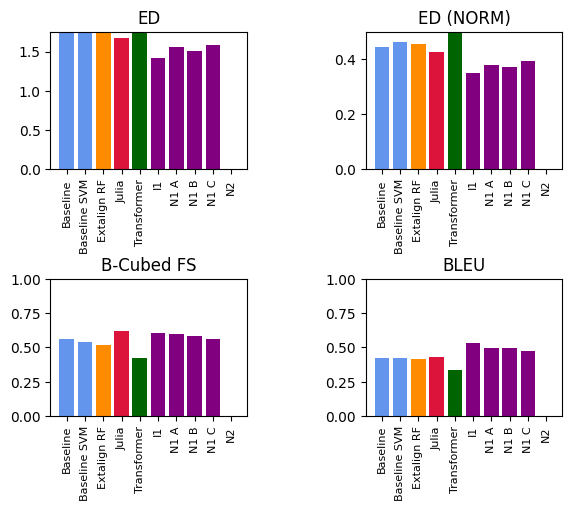 ED
1.5
1.0
0.5
0.0
Baseline
Baseline SVM
Extalign RF
Julia
Transformer
I1
N1 A
N1 B
N1 C
N2
ED (NORM)
0.4
0.2
0.0
Baseline
Baseline SVM
Extalign RF
Julia
Transformer
I1
N1 A
N1 B
N1 C
N2
B-Cubed FS
1.00
0.75
0.50
0.25
0.00
Baseline
Baseline SVM
Extalign RF
Julia
Transformer
I1
N1 A
N1 B
N1 C
N2
BLEU
1.00
0.75
0.50
0.25
0.00
Baseline
Baseline SVM
Extalign RF
Julia
Transformer
I1
N1 A
N1 B
N1 C
N2